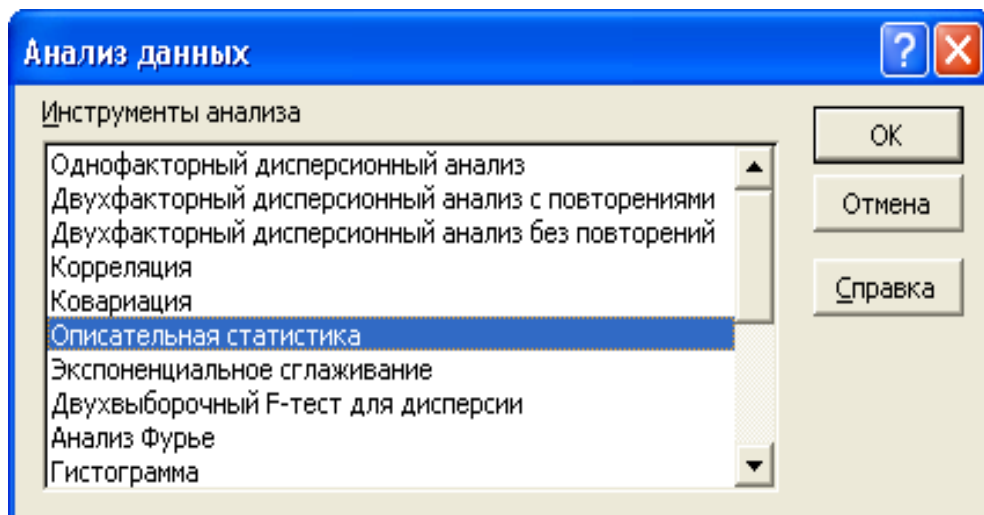 Анализ данных
Инструменты анализа
Однофакторный дисперсионный анализ
Двухфакторный дисперсионный анализ с повторениями
Двухфакторный дисперсионный анализ без повторений
Корреляция
Ковариация
Описательная статистика
Экспоненциальное сглаживание
Двухвыборочный F-тест для дисперсии
Анализ Фурье
Гистограмма
OK
Отмена
Справка